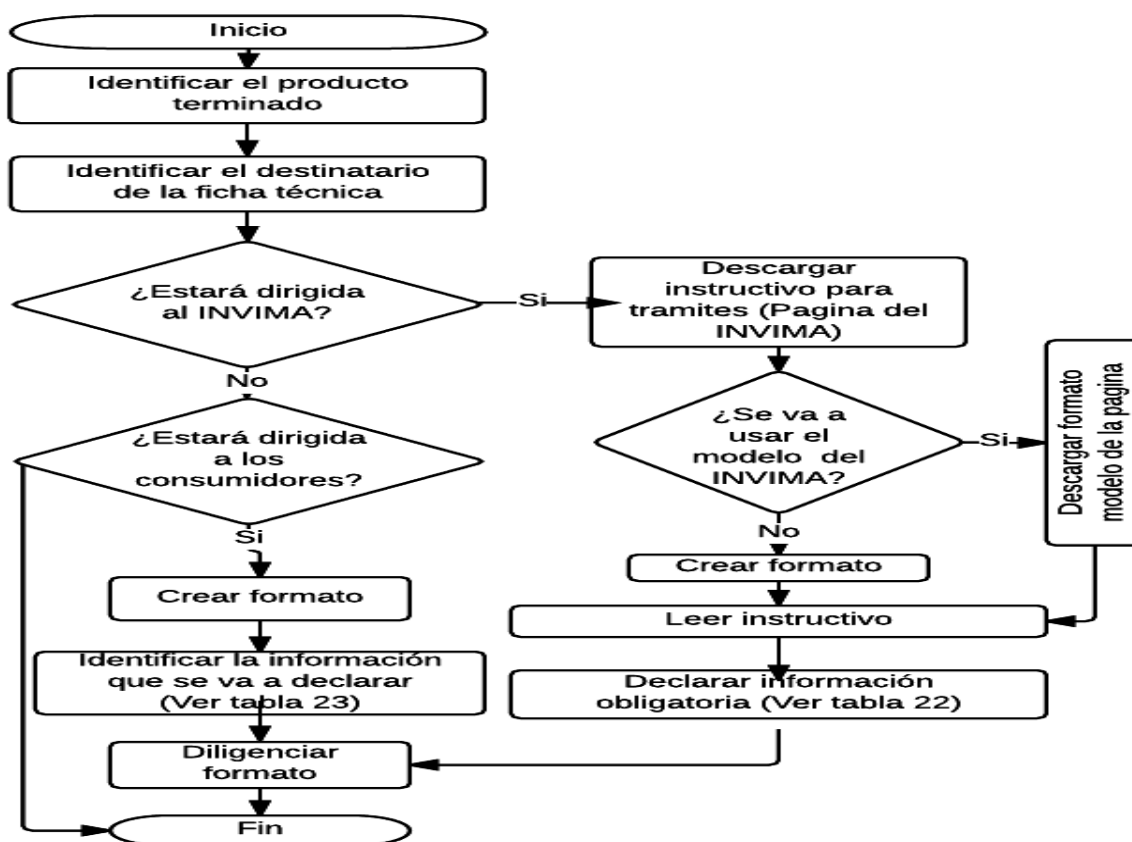 Inicio
Identificar el producto
terminado
Identificar el destinatario
de la ficha técnica
¿Estará dirigida
al INVIMA?
Si
Descargar
instructivo para
tramites (Pagina del
INVIMA)
No
¿Se va a
usar el
modelo del
INVIMA?
Si
Descargar formato
modelo de la pagina
¿Estará dirigida
a los
consumidores?
Si
No
Crear formato
Crear formato
Leer instructivo
Identificar la información
que se va a declarar
(Ver tabla 23)
Declarar información
obligatoria (Ver tabla 22)
Diligenciar
formato
Fin